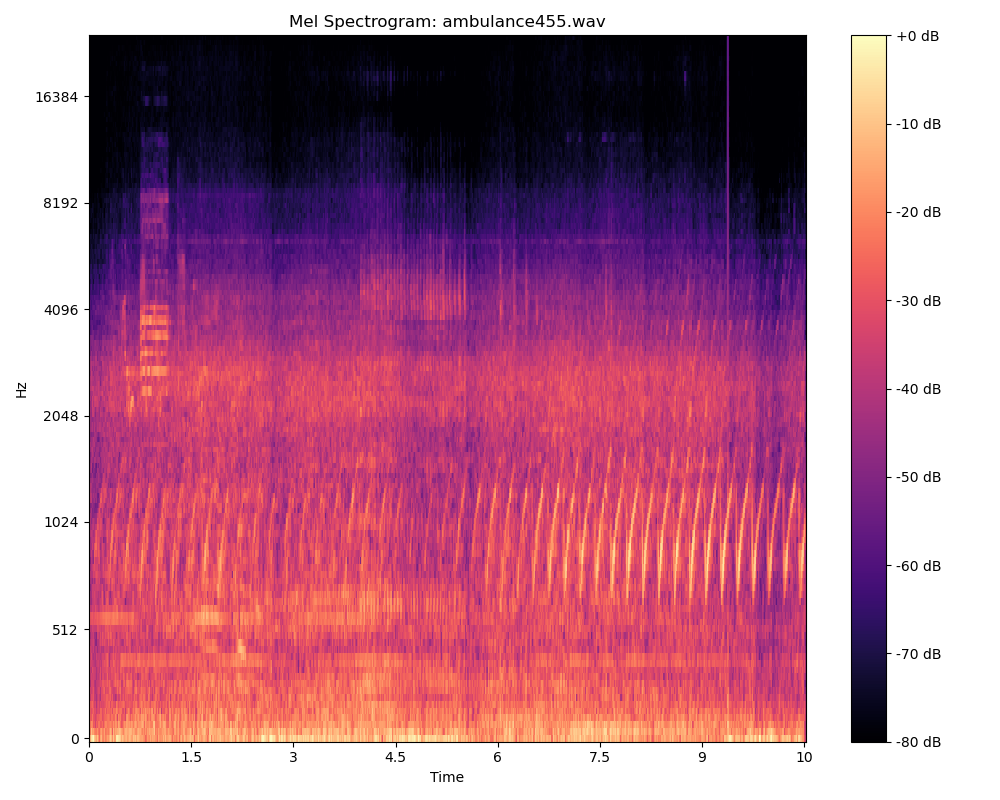 Mel Spectrogram: ambulance455.wav
Hz
16384
8192
4096
2048
1024
512
0
0 1.5 3 4.5 6 7.5 9 10
Time
+0 dB
-10 dB
-20 dB
-30 dB
-40 dB
-50 dB
-60 dB
-70 dB
-80 dB